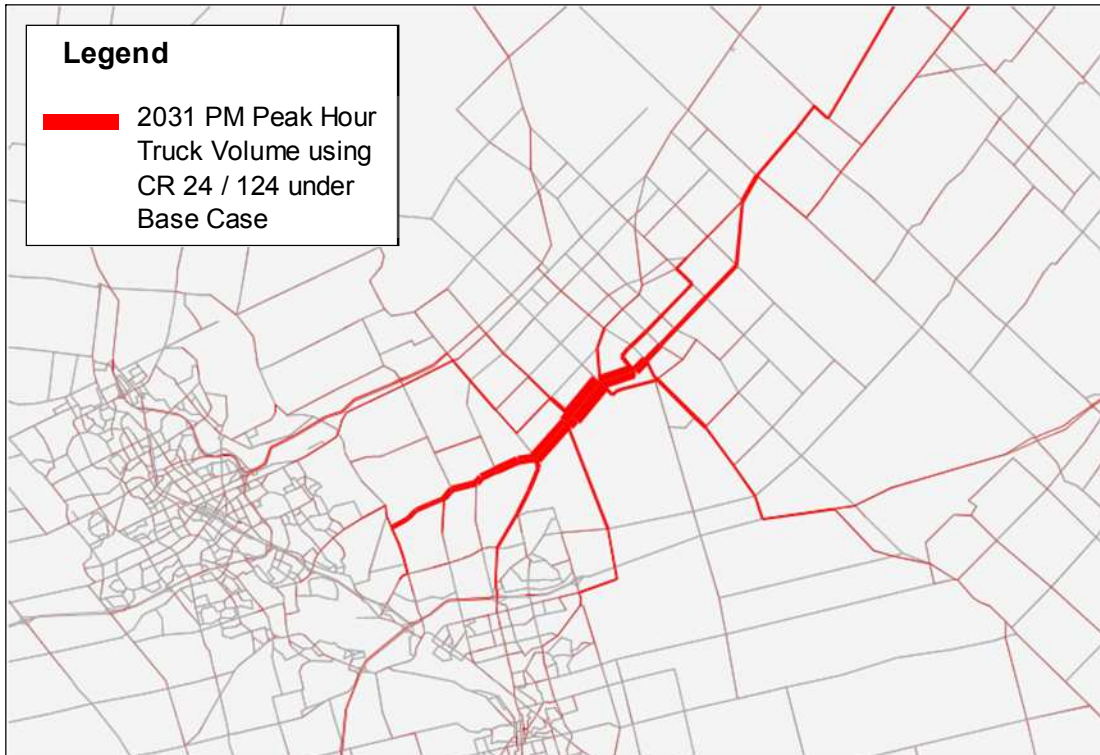 Legend
2031 PM Peak Hour
Truck Volume using
CR 24 / 124 under
Base Case